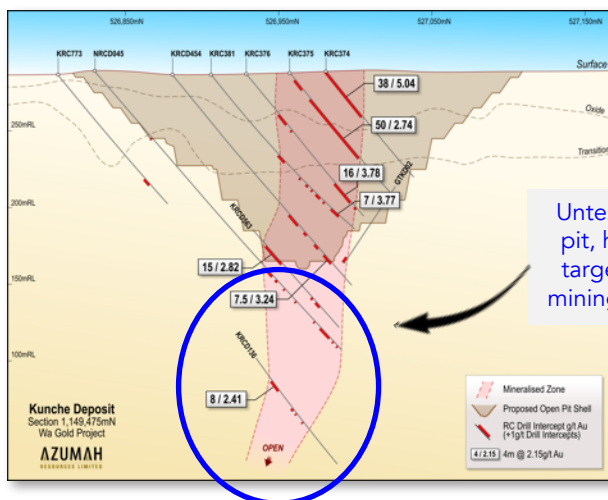 526,850mN 526,950mN 527,050mN 527,150mN
KRC773 NRCD045 KRCD454 KRC381 KRC376 KRC375 KRC374
Surface
38 / 5.04
Oxide
250mRL
50 / 2.74
Transition
16 / 3.78
GTKD02
7 / 3.77
200mRL
KRCD563
pit, h
targe
mining
15 / 2.82
150mRL
7.5 / 3.24
100mRL
KRCD136
8 / 2.41
OPEN
Kunche Deposit
Section 1,149,475mN
Wa Gold Project
AZUMAH
RESOURCES LIMITED
Mineralised Zone
Proposed Open Pit Shell
RC Drill Intercept g/t Au
(+1g/t Drill Intercepts)
4 / 2.15 4m @ 2.15g/t Au